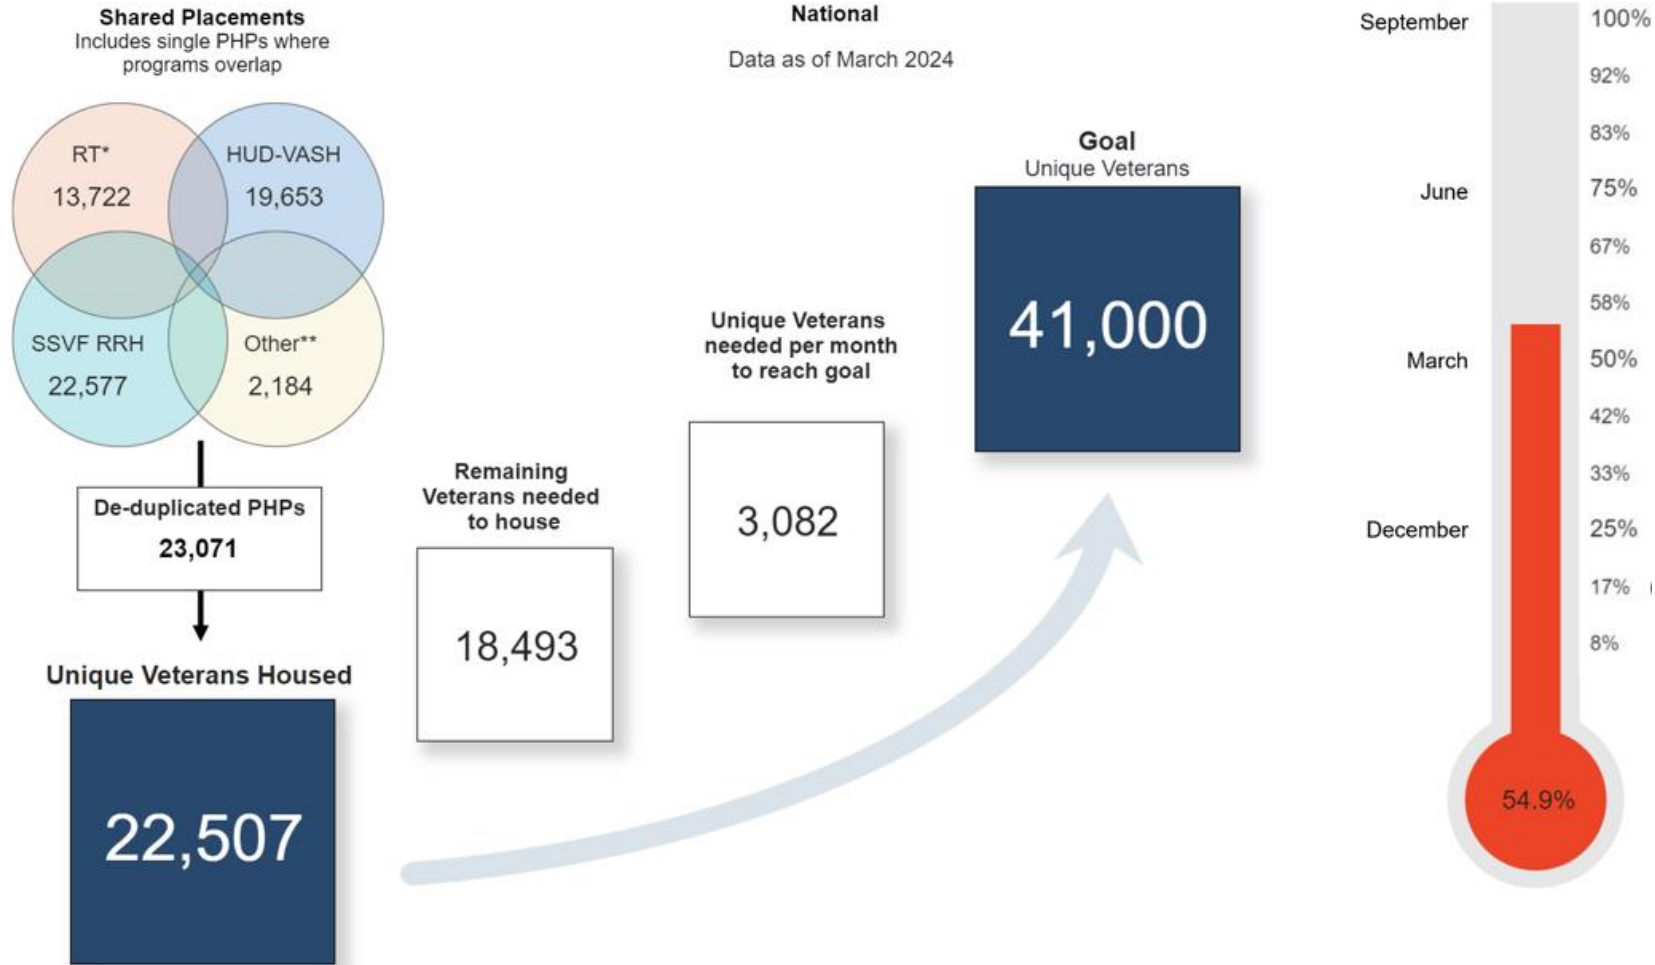 Shared Placements
Includes single PHPs where
programs overlap
RT*
13,722
HUD-VASH
19,653
SSVF RRH
22,577
Other**
2,184
De-duplicated PHPs
23,071
Unique Veterans Housed
22,507
Remaining
Veterans needed
to house
18,493
National
Data as of March 2024
Unique Veterans
needed per month
to reach goal
3,082
Goal
Unique Veterans
41,000
September
100%
92%
83%
June
75%
67%
58%
March
50%
42%
33%
December
25%
17%
8%
54.9%